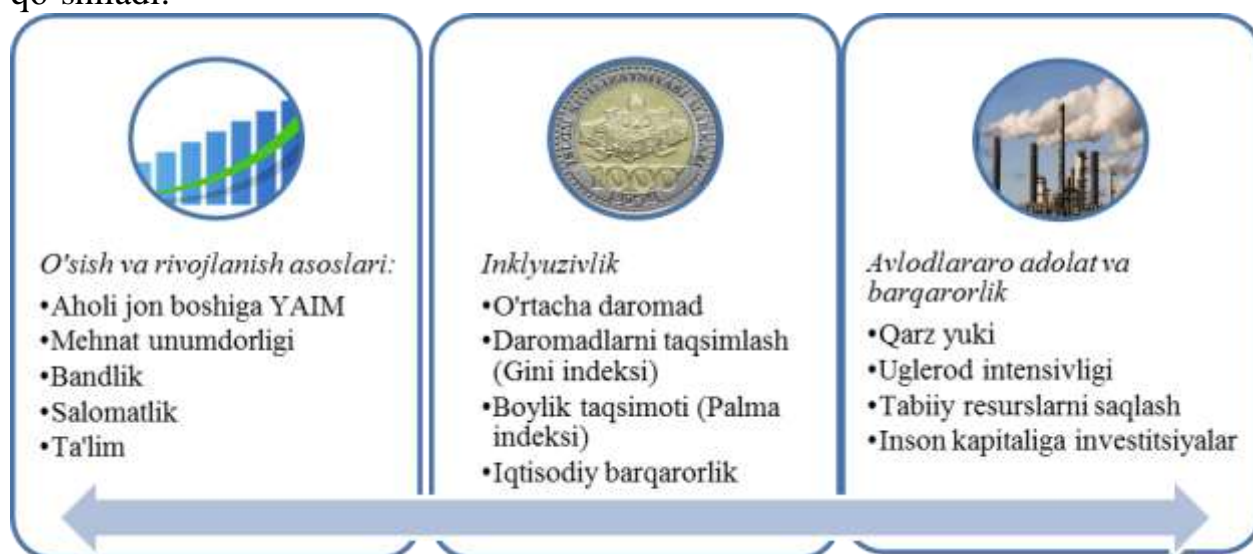 qo'shiladi.
O'sish va rivojlanish asoslari:
•Aholi jon boshiga YAIM
•Mehnat unumdorligi
•Bandlik
•Salomatlik
•Ta'lim
1000
Inklyuzivlik
•O'rtacha daromad
•Daromadlarni taqsimlash
(Gini indeksi)
•Boylik taqsimoti (Palma
indeksi)
•Iqtisodiy barqarorlik
Avlodlararo adolat va
barqarorlik
•Qarz yuki
•Uglerod intensivligi
•Tabiiy resurslarni saqlash
•Inson kapitaliga investitsiyalar